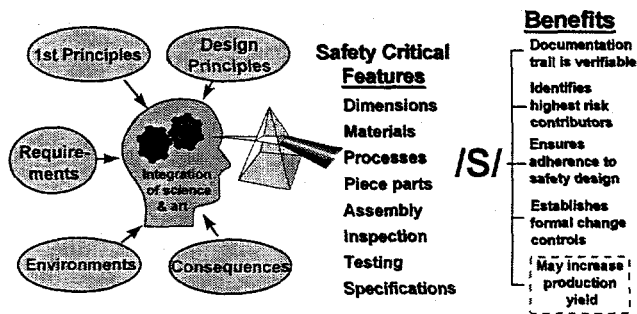 1st Principles
Design
Principles
Require-
ments
Integration
of science
& art
Environments
Consequences
Safety Critical
Features
Dimensions
Materials
Processes
Piece parts
Assembly
Inspection
Testing
Specifications
/S/
Benefits
Documentation
trail is verifiable
Identifies
highest risk
contributors
Ensures
adherence to
safety design
Establishes
formal change
controls
May increase
production
yield